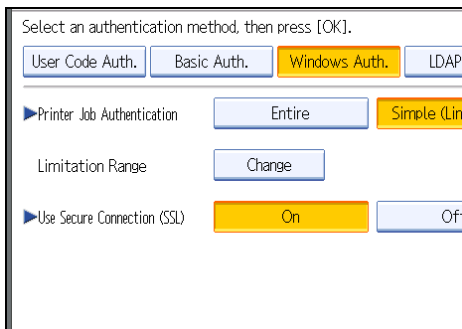 Select an authentication method, then press [OK].
User Code Auth. Basic Auth. Windows Auth. LDAP
▶Printer Job Authentication Entire Simple (Lin
Limitation Range Change
▶Use Secure Connection (SSL) On Of